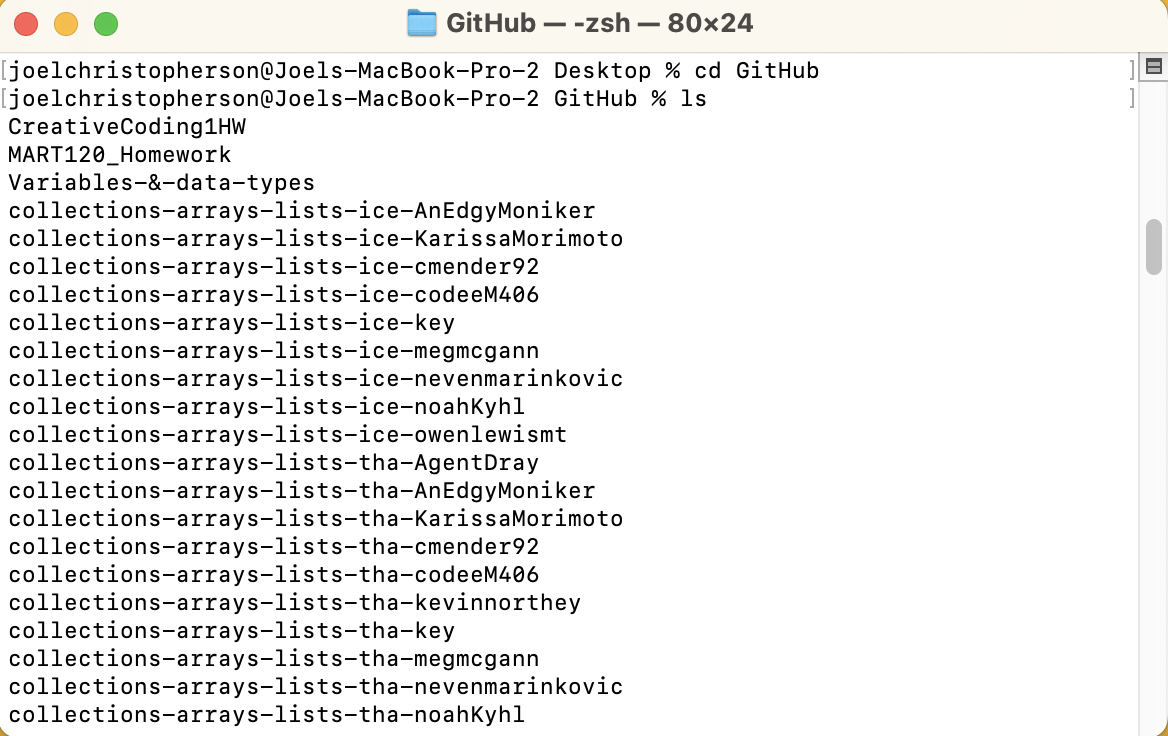 GitHub — -zsh — 80×24
[joelchristopherson@Joels-MacBook-Pro-2 Desktop % cd GitHub ]
[joelchristopherson@Joels-MacBook-Pro-2 GitHub % ls ]
CreativeCoding1HW
MART120_Homework
Variables-&-data-types
collections-arrays-lists-ice-AnEdgyMoniker
collections-arrays-lists-ice-KarissaMorimoto
collections-arrays-lists-ice-cmender92
collections-arrays-lists-ice-codeeM406
collections-arrays-lists-ice-key
collections-arrays-lists-ice-megmcgann
collections-arrays-lists-ice-nevenmarinkovic
collections-arrays-lists-ice-noahKyhl
collections-arrays-lists-ice-owenlewismt
collections-arrays-lists-tha-AgentDray
collections-arrays-lists-tha-AnEdgyMoniker
collections-arrays-lists-tha-KarissaMorimoto
collections-arrays-lists-tha-cmender92
collections-arrays-lists-tha-codeeM406
collections-arrays-lists-tha-kevinnorthey
collections-arrays-lists-tha-key
collections-arrays-lists-tha-megmcgann
collections-arrays-lists-tha-nevenmarinkovic
collections-arrays-lists-tha-noahKyhl